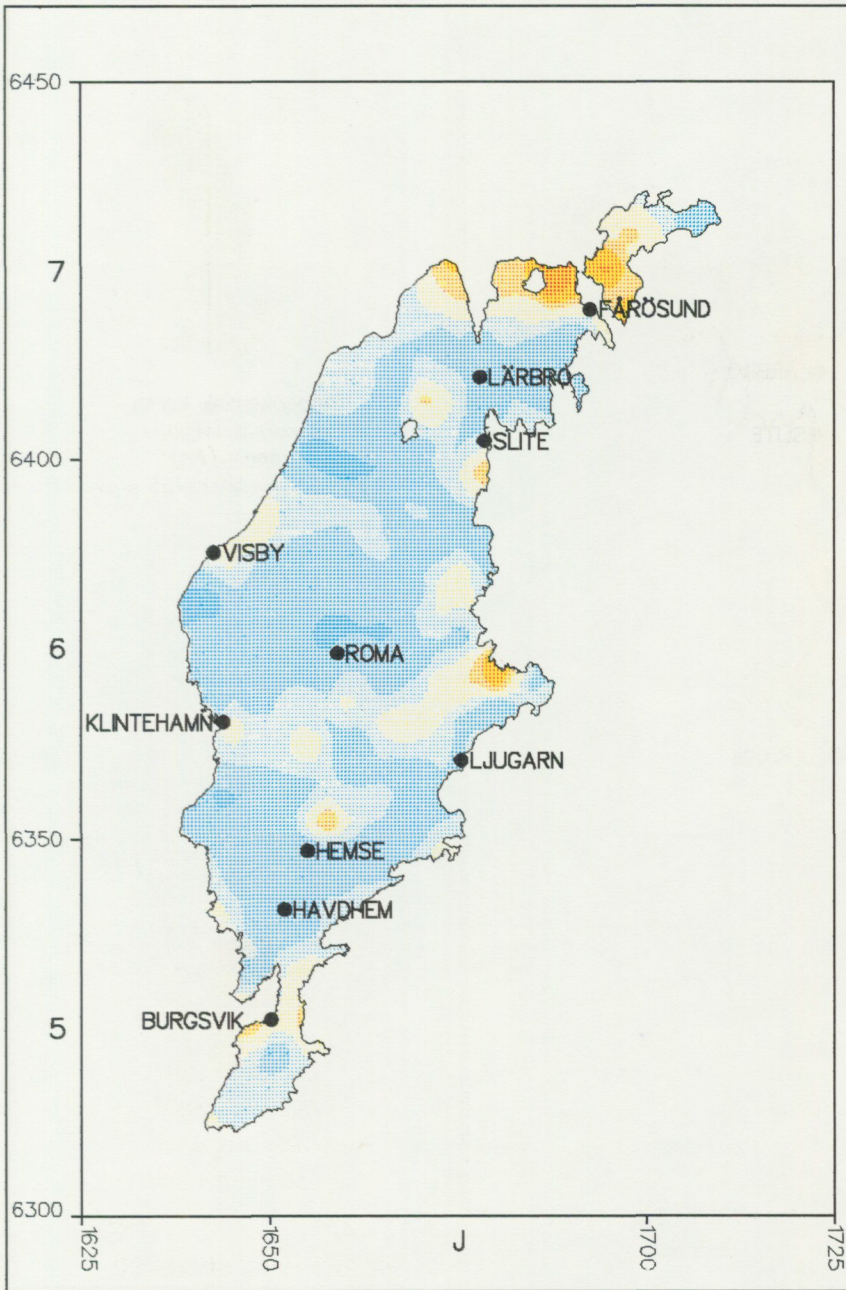 6450
7
FÅRÖSUND
LÄRBRO
SLITE
6400
VISBY
6
ROMA
KLINTEHAMN
LJUGARN
6350
HEMSE
HAVDHEM
5
BURGSVIK
6300
1625
1650
J
1700
1725